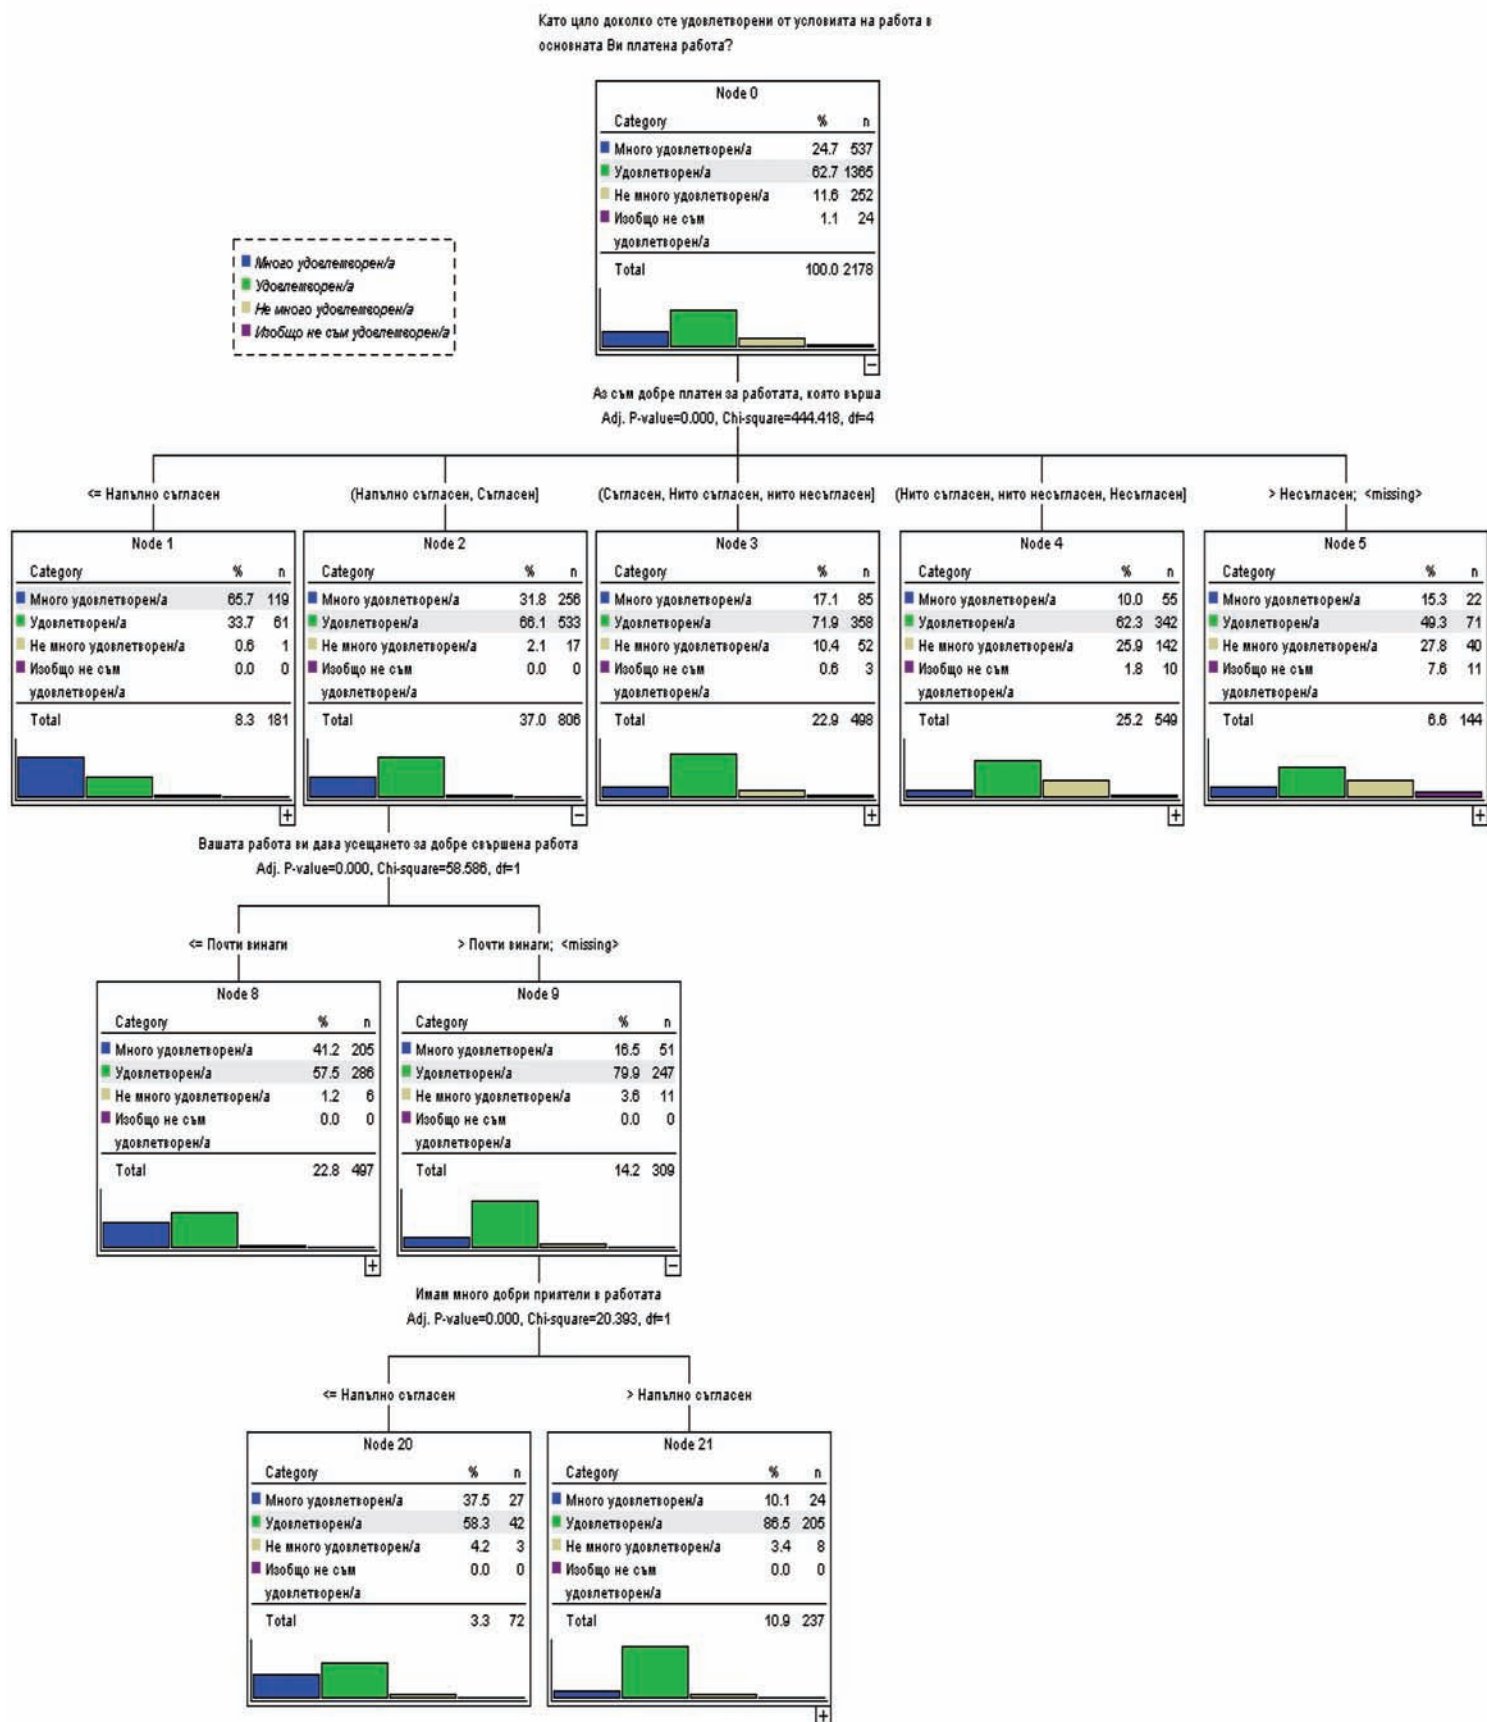 Като цяло доколко сте удовлетворени от условията на работа в
основната Ви платена работа?
Node 0
Category % n
Много удовлетворен/а 24.7 537
Удовлетворен/а 62.7 1365
Не много удовлетворен/а 11.6 252
Изобщо не съм 1.1 24
удовлетворен/а
Total 100.0 2178
Много удовлетворен/а
Удовлетворен/а
Не много удовлетворен/а
Изобщо не съм удовлетворен/а
Аз съм добре платен за работата, която върша
Adj. P-value=0.000, Chi-square=444.418, df=4
<= Напълно съгласен
(Напълно съгласен, Съгласен]
(Съгласен, Нито съгласен, нито несъгласен]
(Нито съгласен, нито несъгласен, Несъгласен]
> Несъгласен; <missing>
Node 1
Category % n
Много удовлетворен/а 65.7 119
Удовлетворен/а 33.7 61
Не много удовлетворен/а 0.6 1
Изобщо не съм 0.0 0
удовлетворен/а
Total 8.3 181
Node 2
Category % n
Много удовлетворен/а 31.8 256
Удовлетворен/а 66.1 533
Не много удовлетворен/а 2.1 17
Изобщо не съм 0.0 0
удовлетворен/а
Total 37.0 806
Node 3
Category % n
Много удовлетворен/а 17.1 85
Удовлетворен/а 71.9 358
Не много удовлетворен/а 10.4 52
Изобщо не съм 0.6 3
удовлетворен/а
Total 22.9 498
Node 4
Category % n
Много удовлетворен/а 10.0 55
Удовлетворен/а 62.3 342
Не много удовлетворен/а 25.9 142
Изобщо не съм 1.8 10
удовлетворен/а
Total 25.2 549
Node 5
Category % n
Много удовлетворен/а 15.3 22
Удовлетворен/а 49.3 71
Не много удовлетворен/а 27.8 40
Изобщо не съм 7.6 11
удовлетворен/а
Total 6.6 144
Вашата работа ви дава усещането за добре свършена работа
Adj. P-value=0.000, Chi-square=58.586, df=1
<= Почти винаги
> Почти винаги; <missing>
Node 8
Category % n
Много удовлетворен/а 41.2 205
Удовлетворен/а 57.5 286
Не много удовлетворен/а 1.2 6
Изобщо не съм 0.0 0
удовлетворен/а
Total 22.8 497
Node 9
Category % n
Много удовлетворен/а 16.5 51
Удовлетворен/а 79.9 247
Не много удовлетворен/а 3.6 11
Изобщо не съм 0.0 0
удовлетворен/а
Total 14.2 309
Имам много добри приятели в работата
Adj. P-value=0.000, Chi-square=20.393, df=1
<= Напълно съгласен
> Напълно съгласен
Node 20
Category % n
Много удовлетворен/а 37.5 27
Удовлетворен/а 58.3 42
Не много удовлетворен/а 4.2 3
Изобщо не съм 0.0 0
удовлетворен/а
Total 3.3 72
Node 21
Category % n
Много удовлетворен/а 10.1 24
Удовлетворен/а 86.5 205
Не много удовлетворен/а 3.4 8
Изобщо не съм 0.0 0
удовлетворен/а
Total 10.9 237